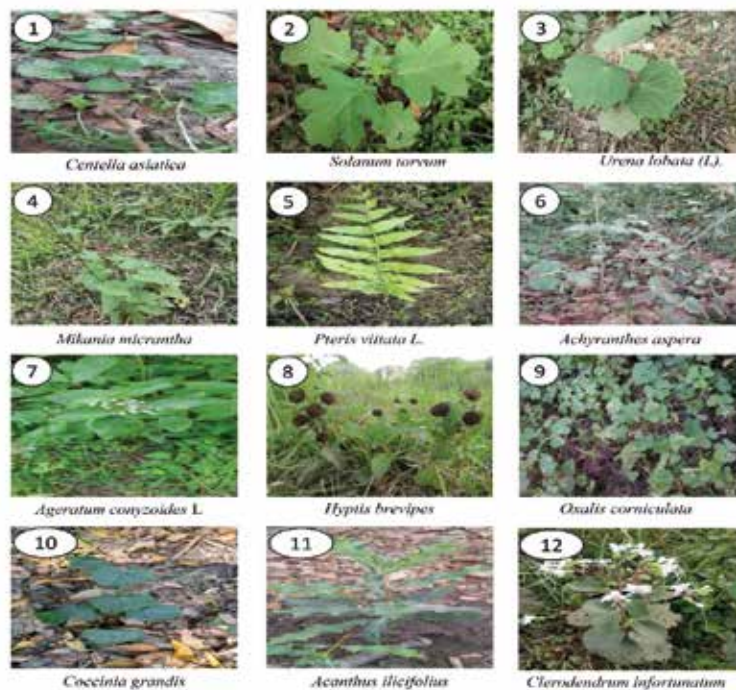 1
2
3
Centella asiatica
Solanum torvum
Urena lobata (L).
4
5
6
Mikania micrantha
Pteris vittata L.
Achyranthes aspera
7
8
9
Ageratum conyzoides L
Hyptis brevipes
Oxalis corniculata
10
11
12
Coccinia grandis
Acanthus ilicifolius
Clerodendrum infortunatum